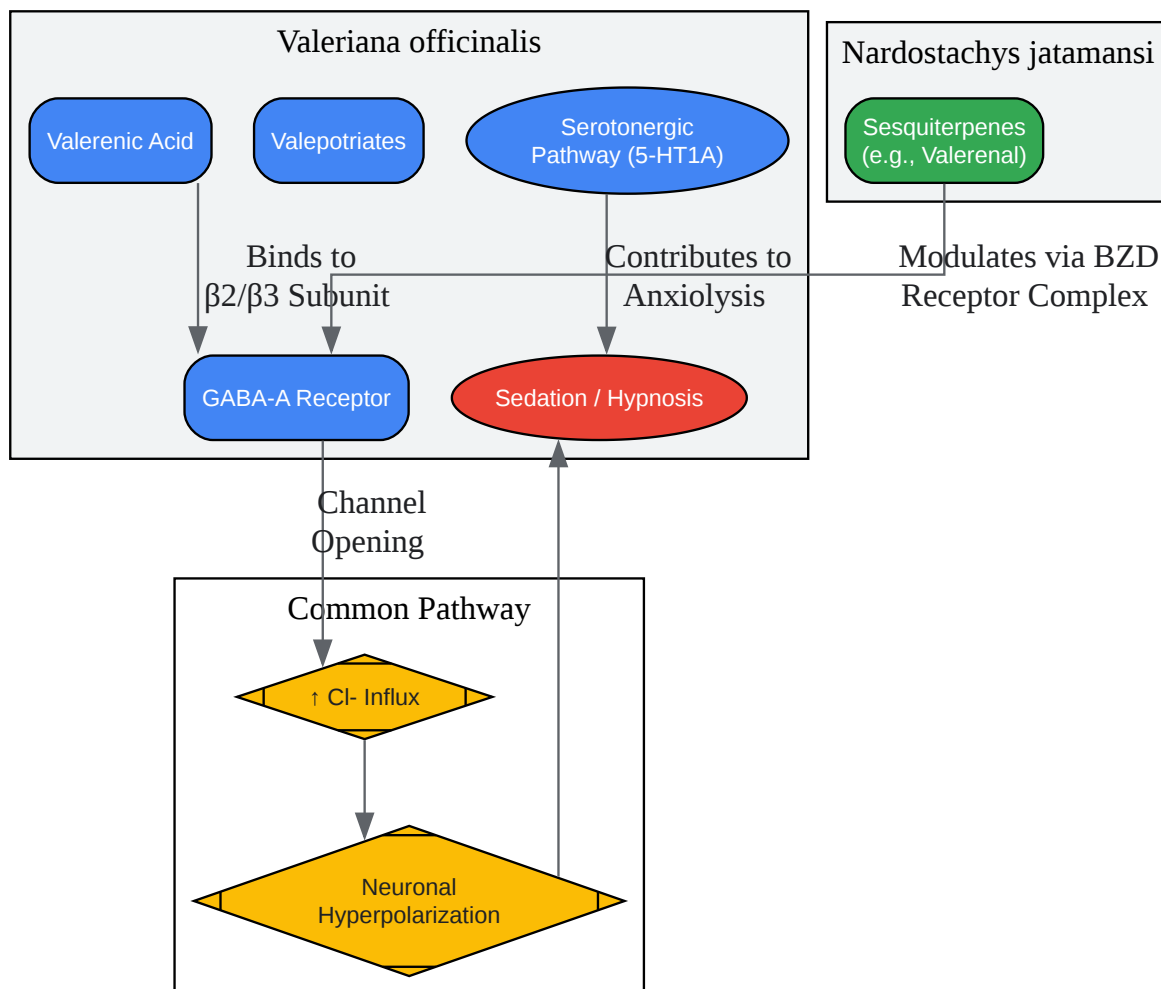 Valeriana officinalis
Nardostachys jatamansi
Valerenic Acid
Valepotriates
Serotonergic
Pathway (5-HT1A)
Sesquiterpenes
(e.g., Valerenal)
Binds to
β2/β3 Subunit
Contributes to
Anxiolysis
Modulates via BZD
Receptor Complex
GABA-A Receptor
Sedation / Hypnosis
Channel
Opening
Common Pathway
↑ Cl- Influx
Neuronal
Hyperpolarization